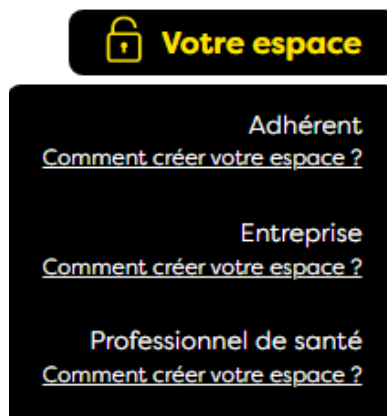 Votre espace
Adhérent
Comment créer votre espace ?
Entreprise
Comment créer votre espace ?
Professionnel de santé
Comment créer votre espace ?